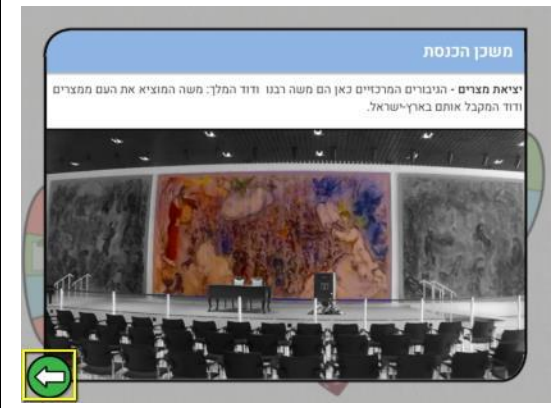 משכן הכנסת
יציאת מצרים - הגיבורים המרכזיים כאן הם משה רבנו ודוד המלך: משה המוציא את העם ממצרים
ודוד המקבל אותם בארץ-ישראל.